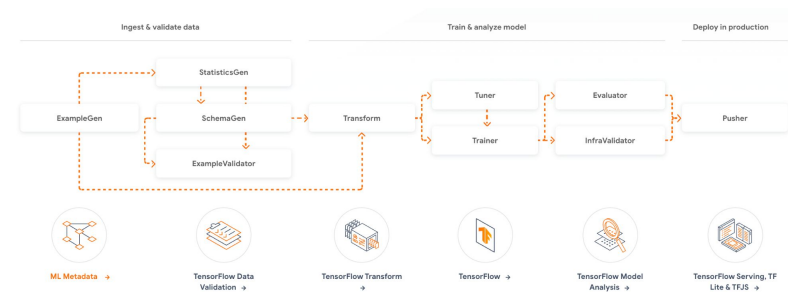 Ingest & validate data
Train & analyze model
Deploy in production
StatisticsGen
Tuner
Evaluator
ExampleGen
SchemaGen
Transform
Pusher
Trainer
InfraValidator
ExampleValidator
ML Metadata →
TensorFlow Data
Validation →
TensorFlow Transform
→
TensorFlow →
TensorFlow Model
Analysis →
TensorFlow Serving, TF
Lite & TFJS →